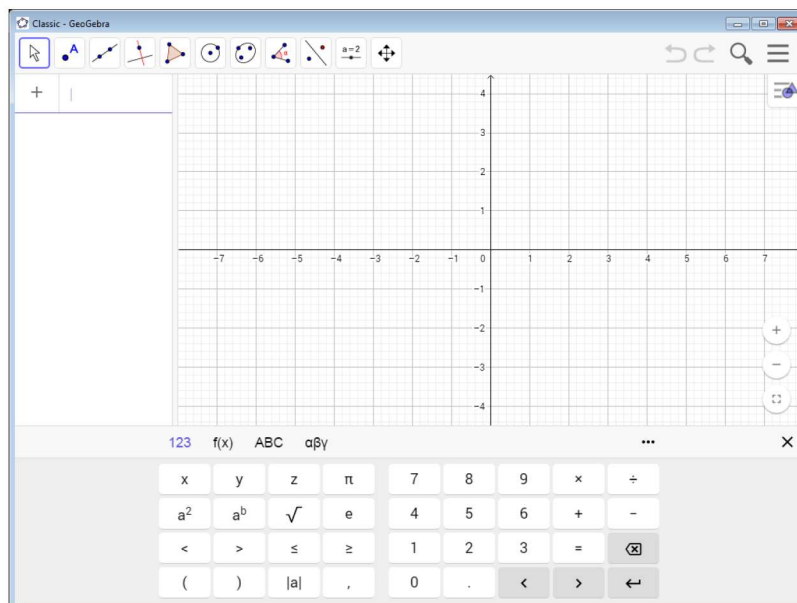 Classic - GeoGebra
A
α
a=2
+
4
3
2
1
-7 -6 -5 -4 -3 -2 -1 0 1 2 3 4 5 6 7
-1
-2
-3
-4
+
−
123 f(x) ABC αβγ ...
x y z π 7 8 9 × ÷
a² aᵇ √ e 4 5 6 + −
< > ≤ ≥ 1 2 3 =
( ) |a| , 0 . < >